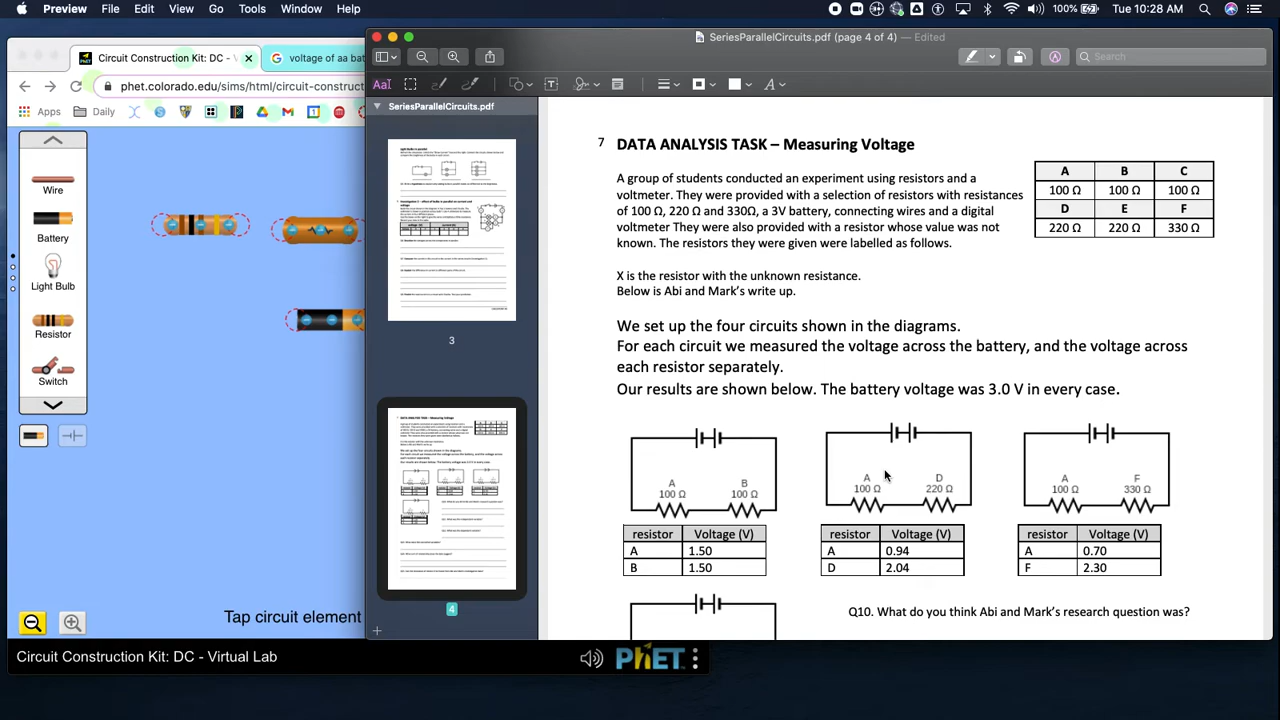 Preview File Edit View Go Tools Window Help
100% Tue 10:28 AM
Circuit Construction Kit: DC - V
voltage of aa bat
phet.colorado.edu/sims/html/circuit-construct
Apps Daily
Wire
Battery
Light Bulb
Resistor
Switch
Tap circuit element
Circuit Construction Kit: DC - Virtual Lab
PhET
SeriesParallelCircuits.pdf (page 4 of 4) — Edited
Search
SeriesParallelCircuits.pdf
3
4
7 DATA ANALYSIS TASK – Measuring Voltage
A group of students conducted an experiment using resistors and a
voltmeter. They were provided with a selection of resistors with resistances
of 100 Ω, 220 Ω and 330Ω, a 3V battery, connecting wires and a digital
voltmeter They were also provided with a resistor whose value was not
known. The resistors they were given were labelled as follows.
A B C
100 Ω 100 Ω 100 Ω
D E F
220 Ω 220 Ω 330 Ω
X is the resistor with the unknown resistance.
Below is Abi and Mark's write up.
We set up the four circuits shown in the diagrams.
For each circuit we measured the voltage across the battery, and the voltage across
each resistor separately.
Our results are shown below. The battery voltage was 3.0 V in every case.
A B
100 Ω 100 Ω
resistor Voltage (V)
A 1.50
B 1.50
A D
100 Ω 220 Ω
resistor Voltage (V)
A 0.94
D 2.04
A F
100 Ω 330 Ω
resistor Voltage (V)
A 0.70
F 2.30
Q10. What do you think Abi and Mark's research question was?